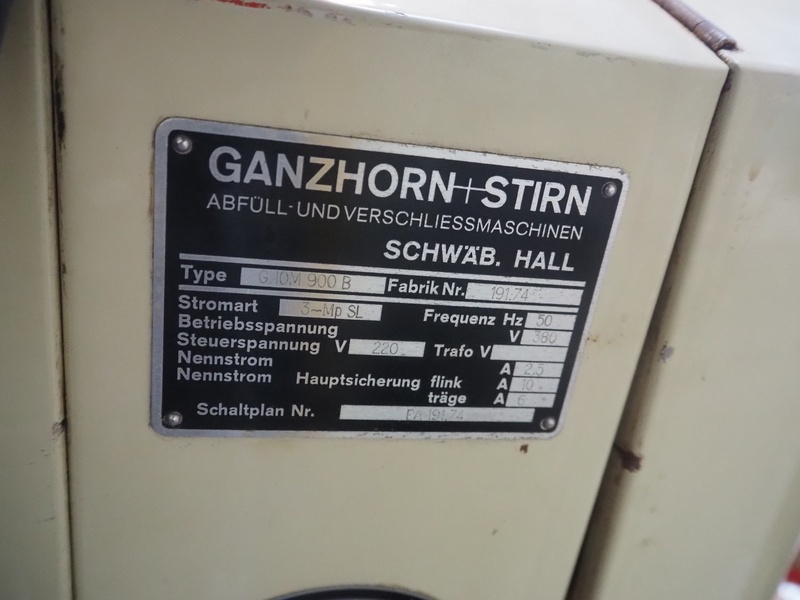 GANZHORN+STIRN
ABFÜLL-UND VERSCHLIESSMASCHINEN
SCHWÄB. HALL
Type 900 B Fabrik Nr. 191.74
Stromart 3~Mp SL Frequenz Hz 50
Betriebsspannung V 380
Steuerspannung V 220 Trafo V
Nennstrom A 2,5
Nennstrom Hauptsicherung flink A 10
träge A 6
Schaltplan Nr. 191.74